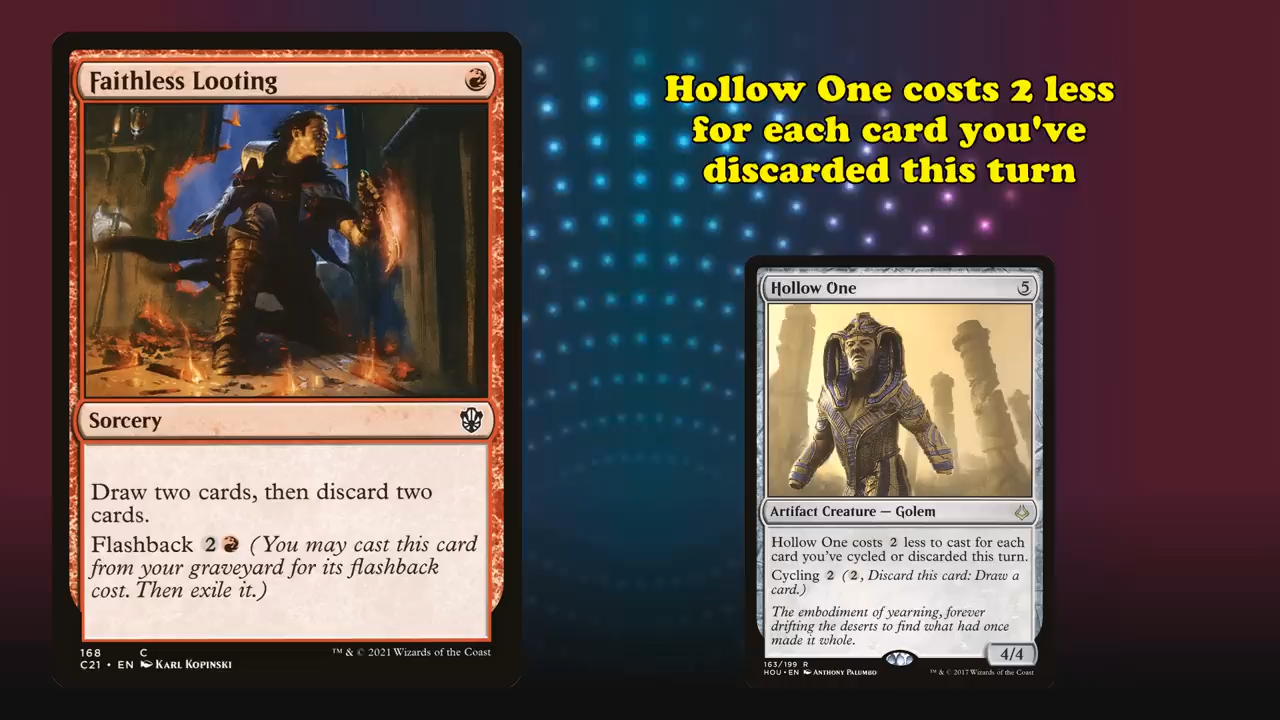 Faithless Looting
Sorcery
Draw two cards, then discard two
cards.
Flashback 2 (You may cast this card
from your graveyard for its flashback
cost. Then exile it.)
168 C
C21 • EN Karl Kopinski
™ & © 2021 Wizards of the Coast
Hollow One costs 2 less
for each card you've
discarded this turn
Hollow One 5
Artifact Creature — Golem
Hollow One costs 2 less to cast for each
card you've cycled or discarded this turn.
Cycling 2 (2, Discard this card: Draw a
card.)
The embodiment of yearning, forever
drifting the deserts to find what had once
made it whole.
4/4
163/199 R
HOU • EN Anthony Palumbo
™ & © 2017 Wizards of the Coast